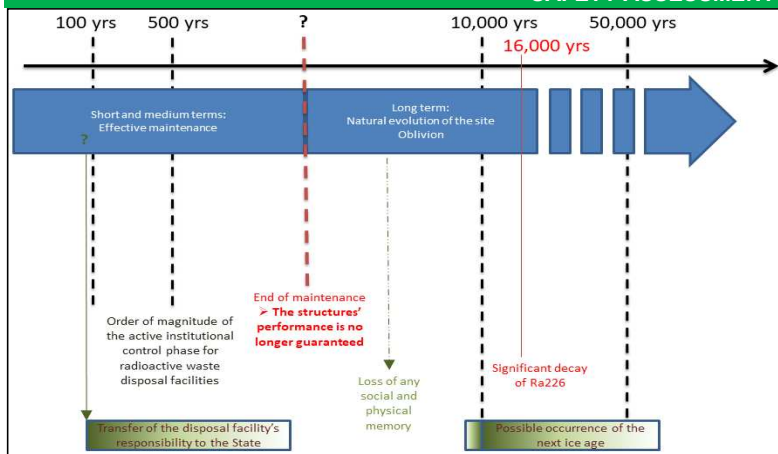 SAFETY ASSESSMENT
100 yrs
500 yrs
?
10,000 yrs
50,000 yrs
16,000 yrs
Short and medium terms:
Effective maintenance
?
Long term:
Natural evolution of the site
Oblivion
Order of magnitude of
the active institutional
control phase for
radioactive waste
disposal facilities
End of maintenance
➢ The structures'
performance is no
longer guaranteed
Loss of any
social and
physical
memory
Significant decay
of Ra226
Transfer of the disposal facility's
responsibility to the State
Possible occurrence of the
next ice age